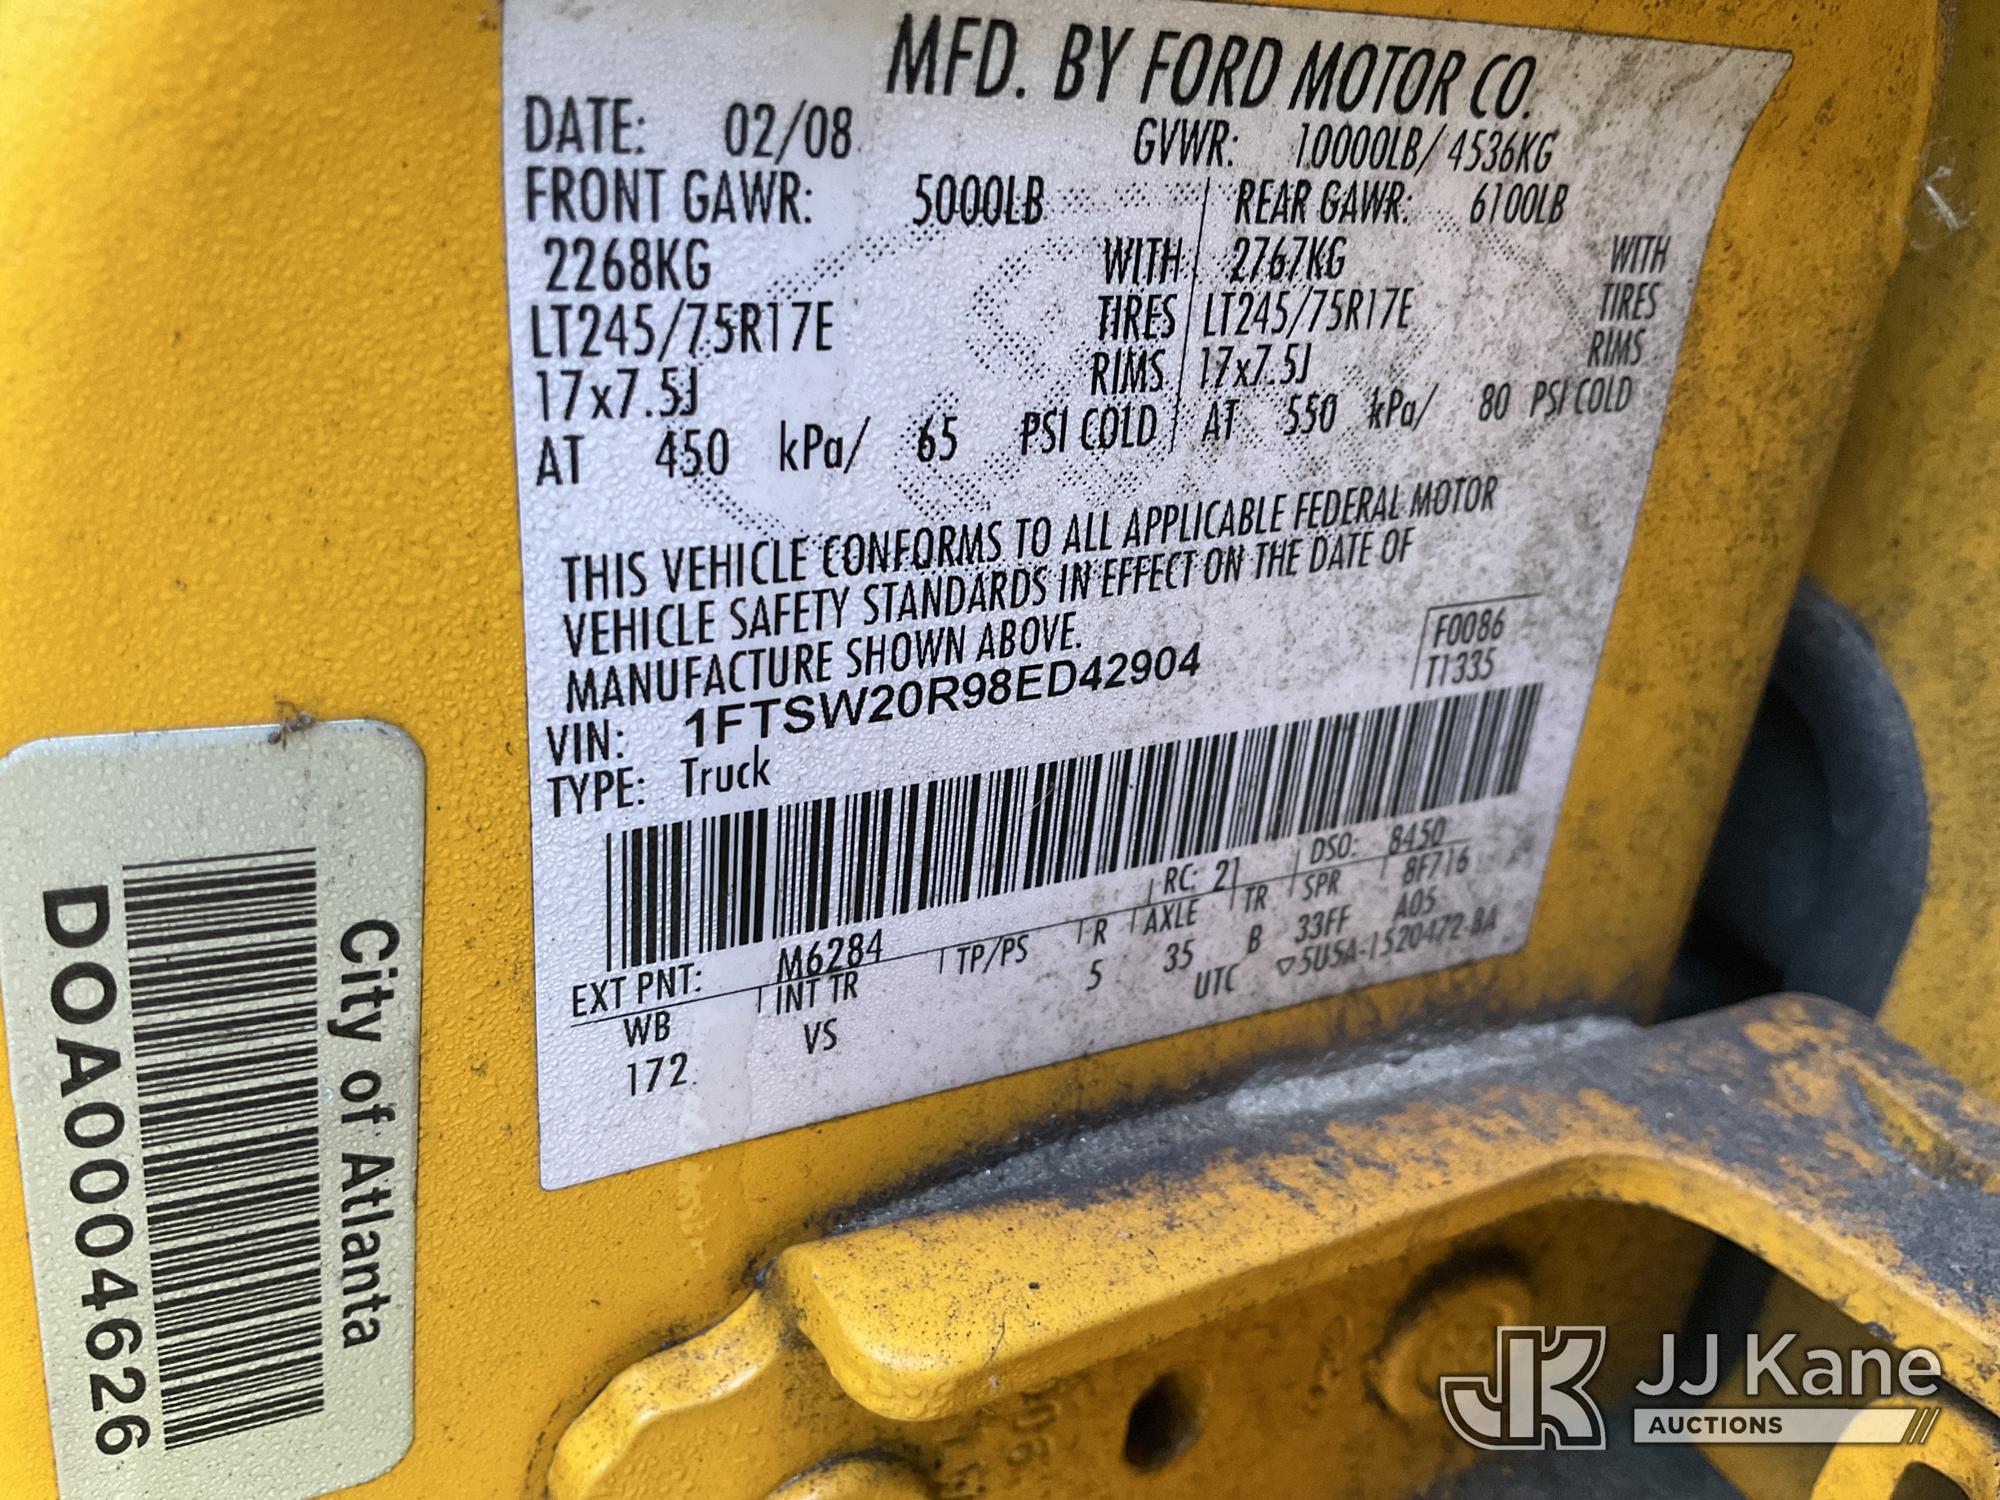 MFD. BY FORD MOTOR CO.
DATE: 02/08 GVWR: 10000LB/ 4536KG
FRONT GAWR: 5000LB REAR GAWR: 6100LB
2268KG WITH 2767KG WITH
LT245/75R17E TIRES LT245/75R17E TIRES
17x7.5J RIMS 17x7.5J RIMS
AT 450 kPa/ 65 PSI COLD AT 550 kPa/ 80 PSI COLD
THIS VEHICLE CONFORMS TO ALL APPLICABLE FEDERAL MOTOR
VEHICLE SAFETY STANDARDS IN EFFECT ON THE DATE OF
MANUFACTURE SHOWN ABOVE.
F0086
T1335
VIN: 1FTSW20R98ED42904
TYPE: Truck
EXT PNT: M6284 RC: 21 DSO: 8450
WB INT TR TP/PS R AXLE TR SPR 8F716
172 VS 5 35 B 33FF A05
UTC ▽5U5A-1520472-BA
City of Atlanta
DOA0004626
JK JJ Kane
AUCTIONS